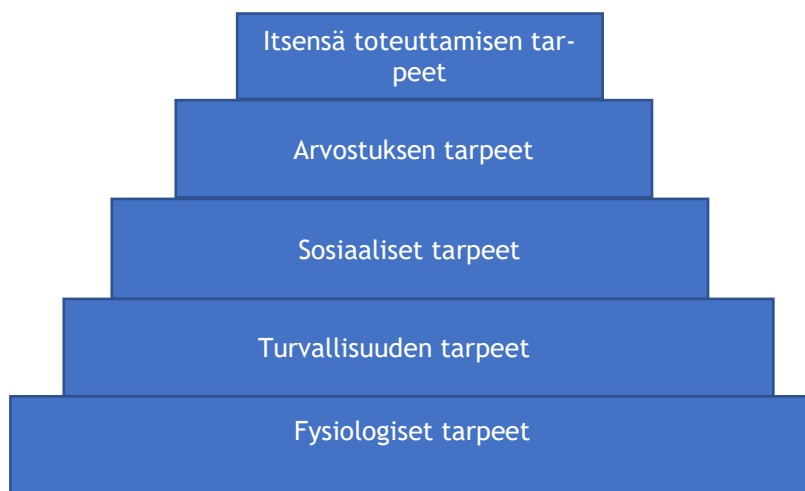 Itsensä toteuttamisen tar-
peet
Arvostuksen tarpeet
Sosiaaliset tarpeet
Turvallisuuden tarpeet
Fysiologiset tarpeet